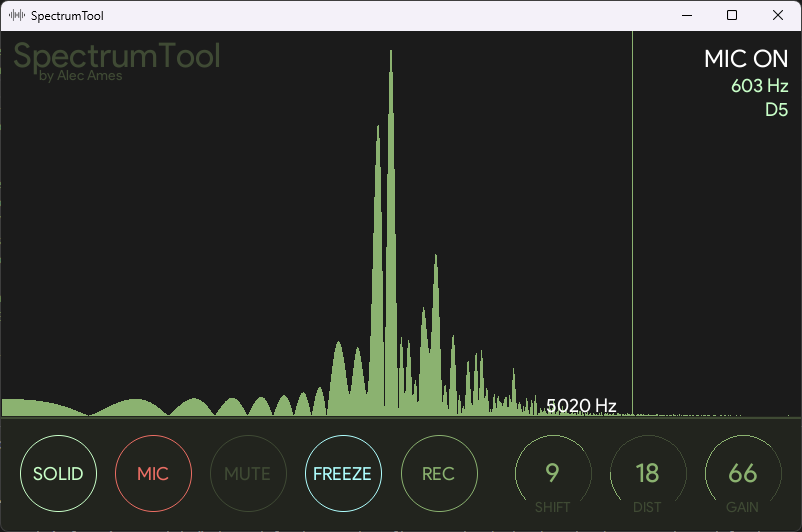 SpectrumTool
SpectrumTool
by Alec Ames
MIC ON
603 Hz
D5
5020 Hz
SOLID
MIC
MUTE
FREEZE
REC
9
SHIFT
18
DIST
66
GAIN